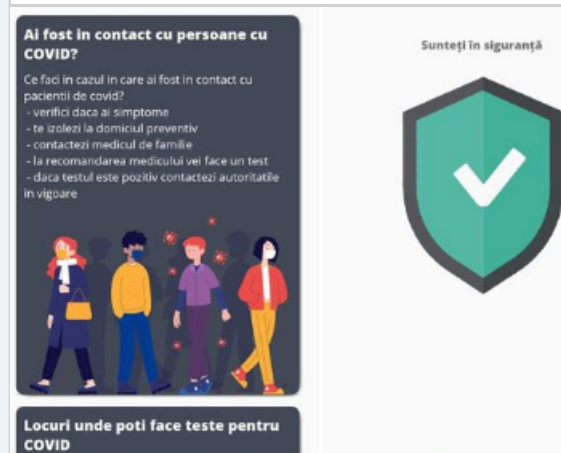 Ai fost in contact cu persoane cu
COVID?
Ce faci in cazul in care ai fost in contact cu
pacientii de covid?
- verifici daca ai simptome
- te izolezi la domiciul preventiv
- contactezi medicul de familie
- la recomandarea medicului vei face un test
- daca testul este pozitiv contactezi autoritatile
in vigoare
Locuri unde poti face teste pentru
COVID
Sunteți în siguranță